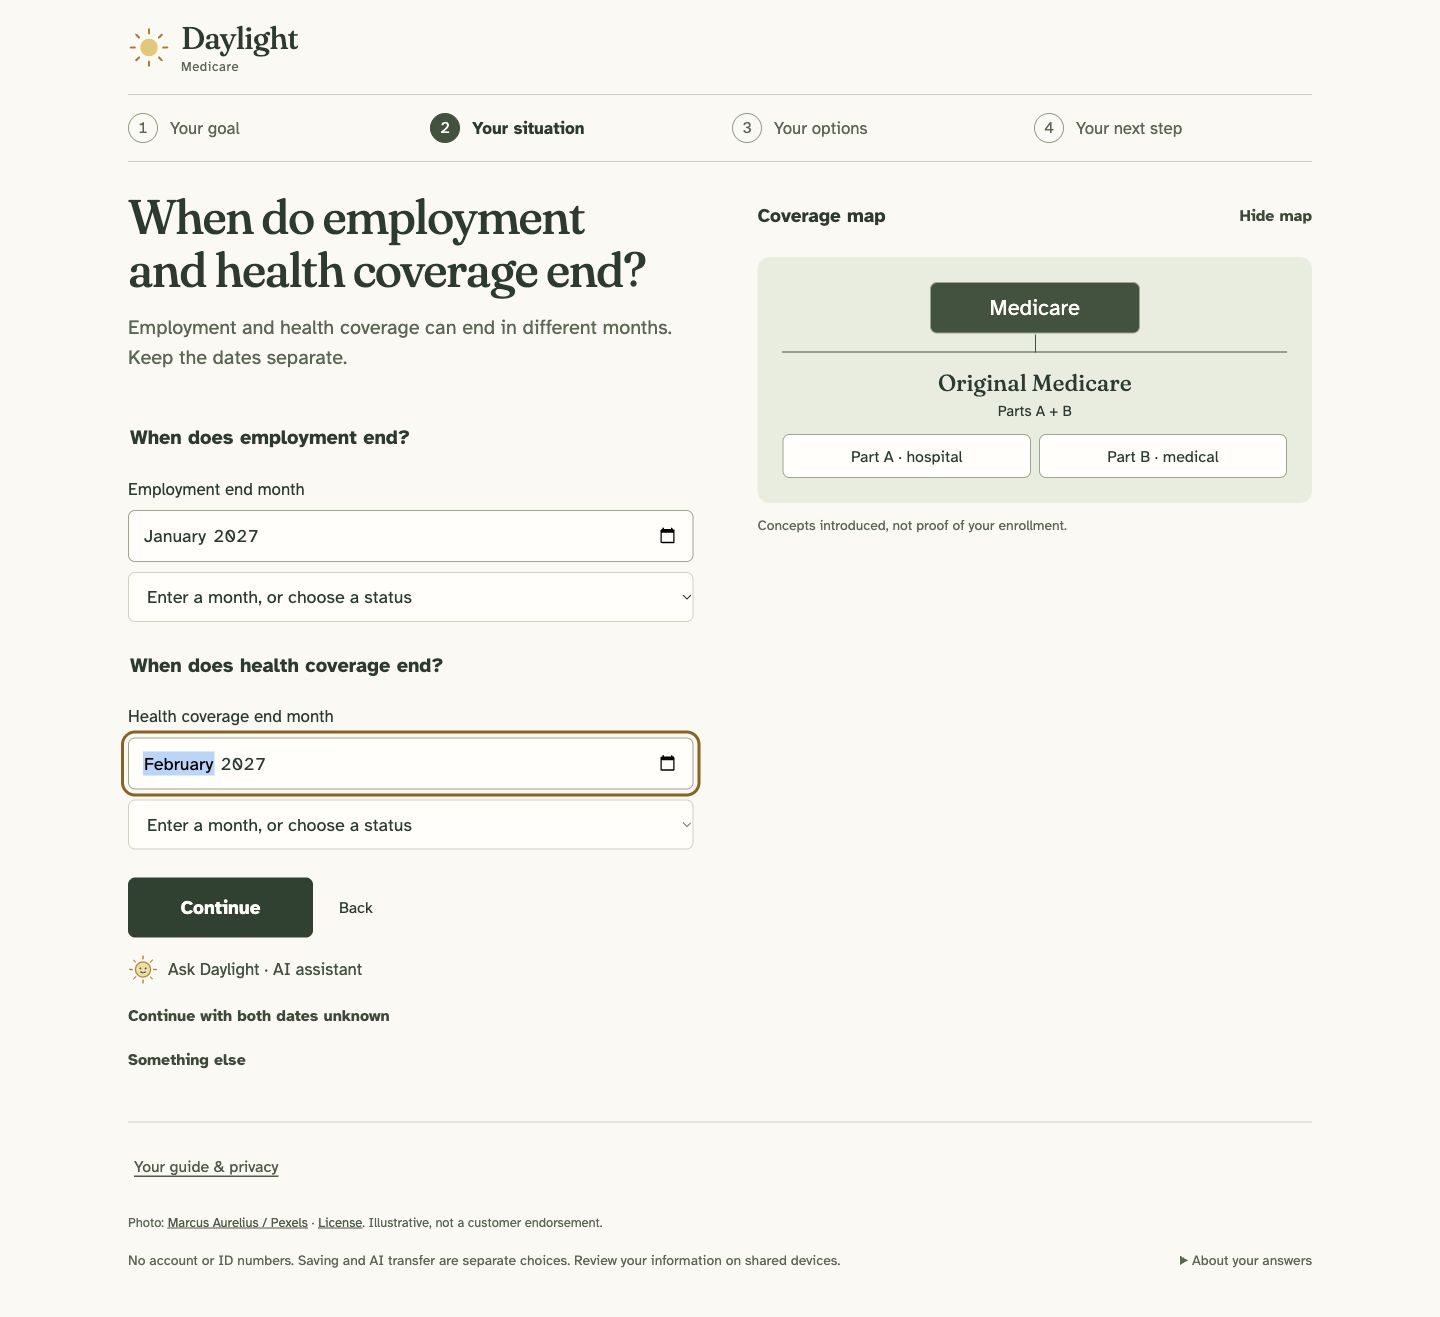 Daylight
Medicare
1 Your goal
2 Your situation
3 Your options
4 Your next step
When do employment
and health coverage end?
Employment and health coverage can end in different months.
Keep the dates separate.
When does employment end?
Employment end month
January 2027
Enter a month, or choose a status
When does health coverage end?
Health coverage end month
February 2027
Enter a month, or choose a status
Continue
Back
Ask Daylight · AI assistant
Continue with both dates unknown
Something else
Coverage map
Hide map
Medicare
Original Medicare
Parts A + B
Part A · hospital
Part B · medical
Concepts introduced, not proof of your enrollment.
Your guide & privacy
Photo: Marcus Aurelius / Pexels · License. Illustrative, not a customer endorsement.
No account or ID numbers. Saving and AI transfer are separate choices. Review your information on shared devices.
▶ About your answers